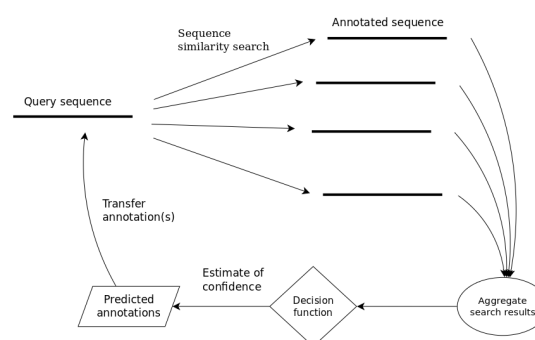 Annotated sequence
Sequence
similarity search
Query sequence
Transfer
annotation(s)
Estimate of
confidence
Predicted
annotations
Decision
function
Aggregate
search results